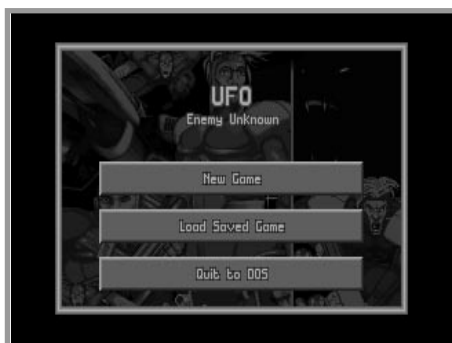 UFO
Enemy Unknown
New Game
Load Saved Game
Quit to DOS